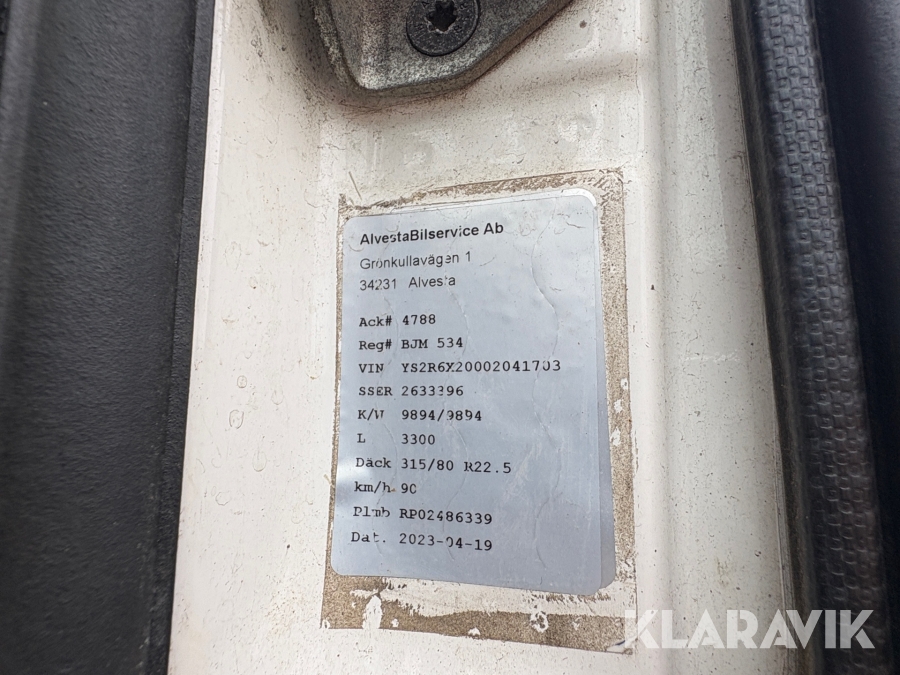 AlvestaBilservice Ab
Grönkullavägen 1
34231 Alvesta
Ack# 4788
Reg# BJM 534
VIN YS2R6X20002041703
SSER 2633396
K/W 9894/9894
L 3300
Däck 315/80 R22.5
km/h 90
Plmb RP02486339
Dat. 2023-04-19
KLARAVIK